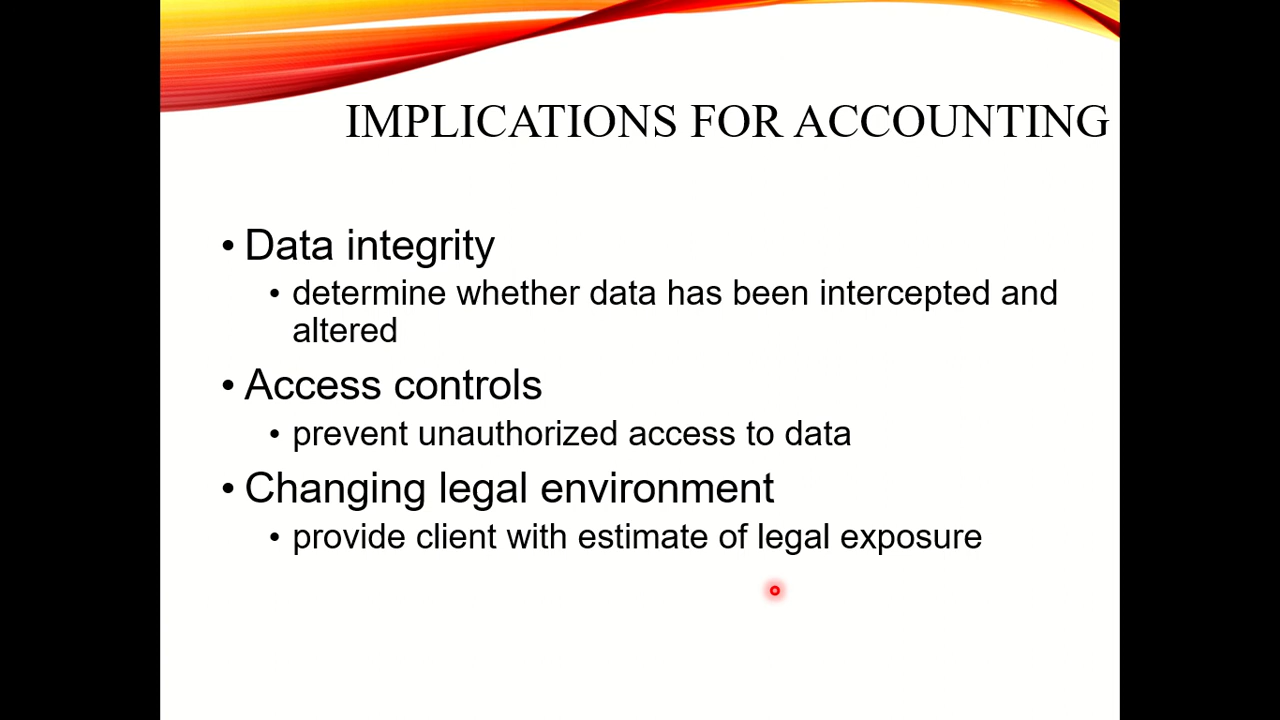 IMPLICATIONS FOR ACCOUNTING
• Data integrity
• determine whether data has been intercepted and
altered
• Access controls
• prevent unauthorized access to data
• Changing legal environment
• provide client with estimate of legal exposure